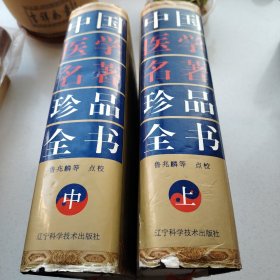 中国
医学
名著
珍品
全书
鲁兆麟等 点校
中
辽宁科学技术出版社
中国
医学
名著
珍品
全书
鲁兆麟等 点校
上
辽宁科学技术出版社